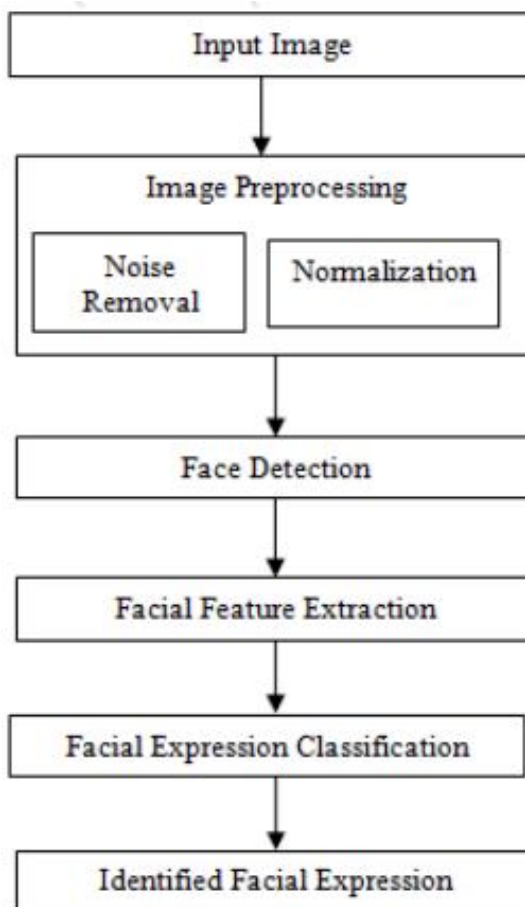 Input Image
Image Preprocessing
Noise
Removal
Normalization
Face Detection
Facial Feature Extraction
Facial Expression Classification
Identified Facial Expression